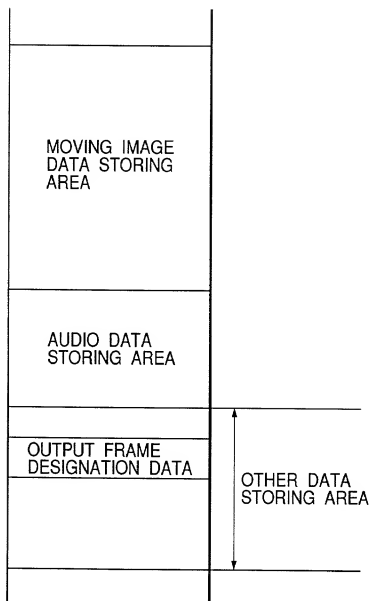 MOVING IMAGE
DATA STORING
AREA
AUDIO DATA
STORING AREA
OUTPUT FRAME
DESIGNATION DATA
OTHER DATA
STORING AREA